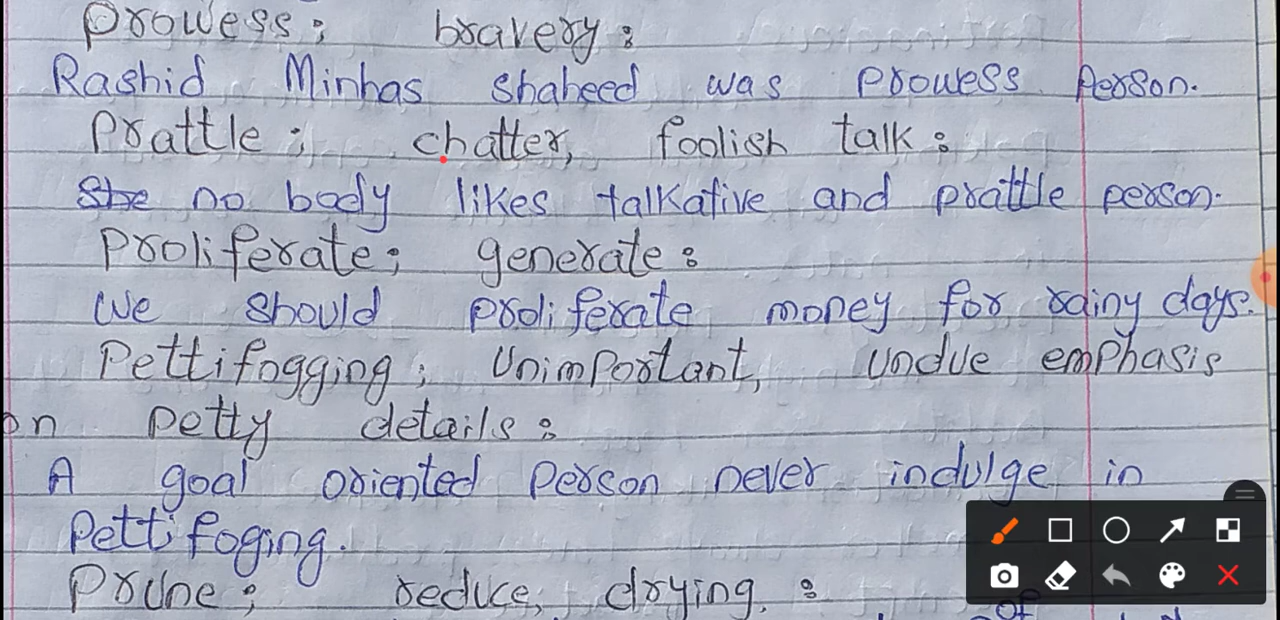 Prowess; bravery:
Rashid Minhas shaheed was prowess person.
Prattle; chatter, foolish talk:
She no body likes talkative and prattle person.
Proliferate; generate:
We should proliferate money for rainy days.
Pettifogging; Unimportant, undue emphasis
on petty details:
A goal oriented person never indulge in
Pettifoging.
Prune; reduce, drying. :
of